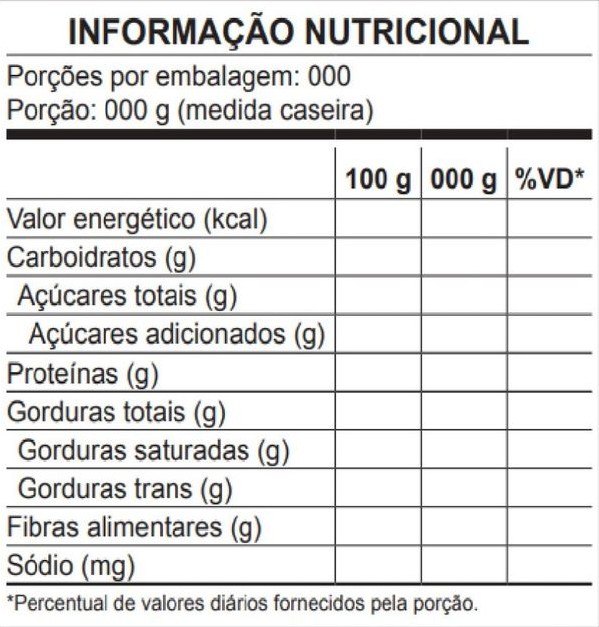 INFORMAÇÃO NUTRICIONAL
Porções por embalagem: 000
Porção: 000 g (medida caseira)
100 g 000 g %VD*
Valor energético (kcal)
Carboidratos (g)
Açúcares totais (g)
Açúcares adicionados (g)
Proteínas (g)
Gorduras totais (g)
Gorduras saturadas (g)
Gorduras trans (g)
Fibras alimentares (g)
Sódio (mg)
*Percentual de valores diários fornecidos pela porção.